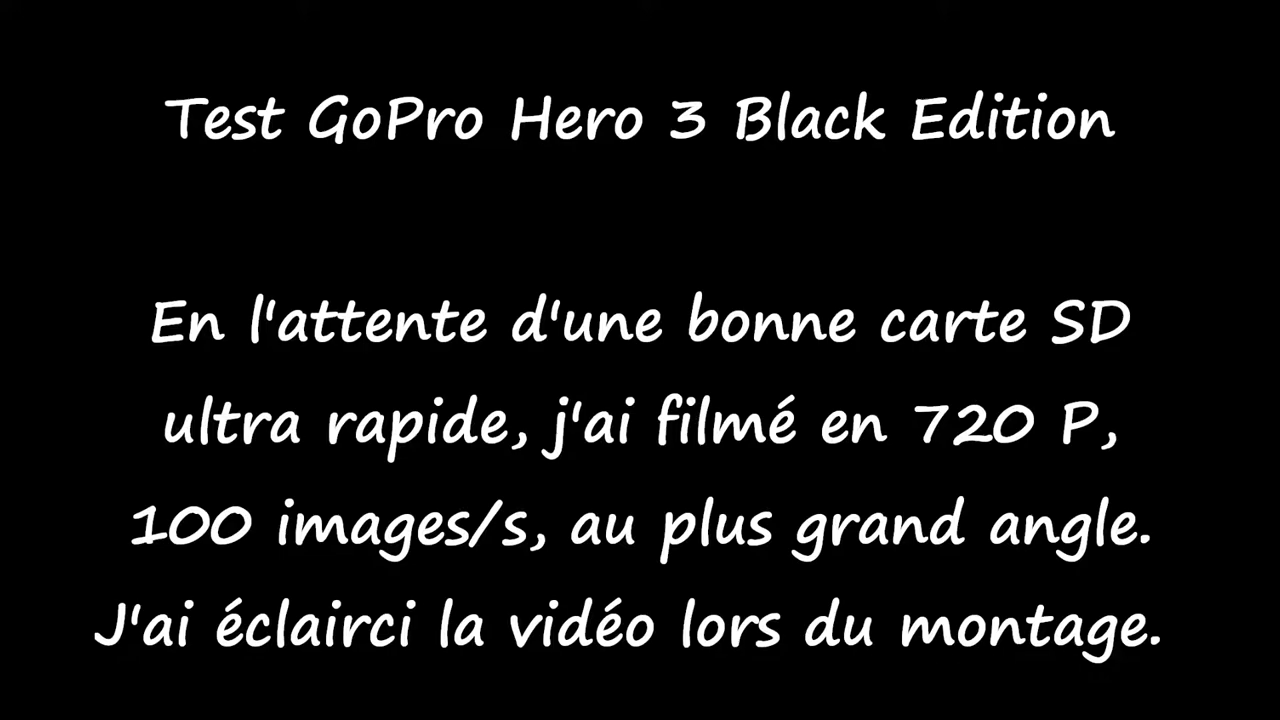 Test GoPro Hero 3 Black Edition
En l'attente d'une bonne carte SD
ultra rapide, j'ai filmé en 720 P,
100 images/s, au plus grand angle.
J'ai éclairci la vidéo lors du montage.